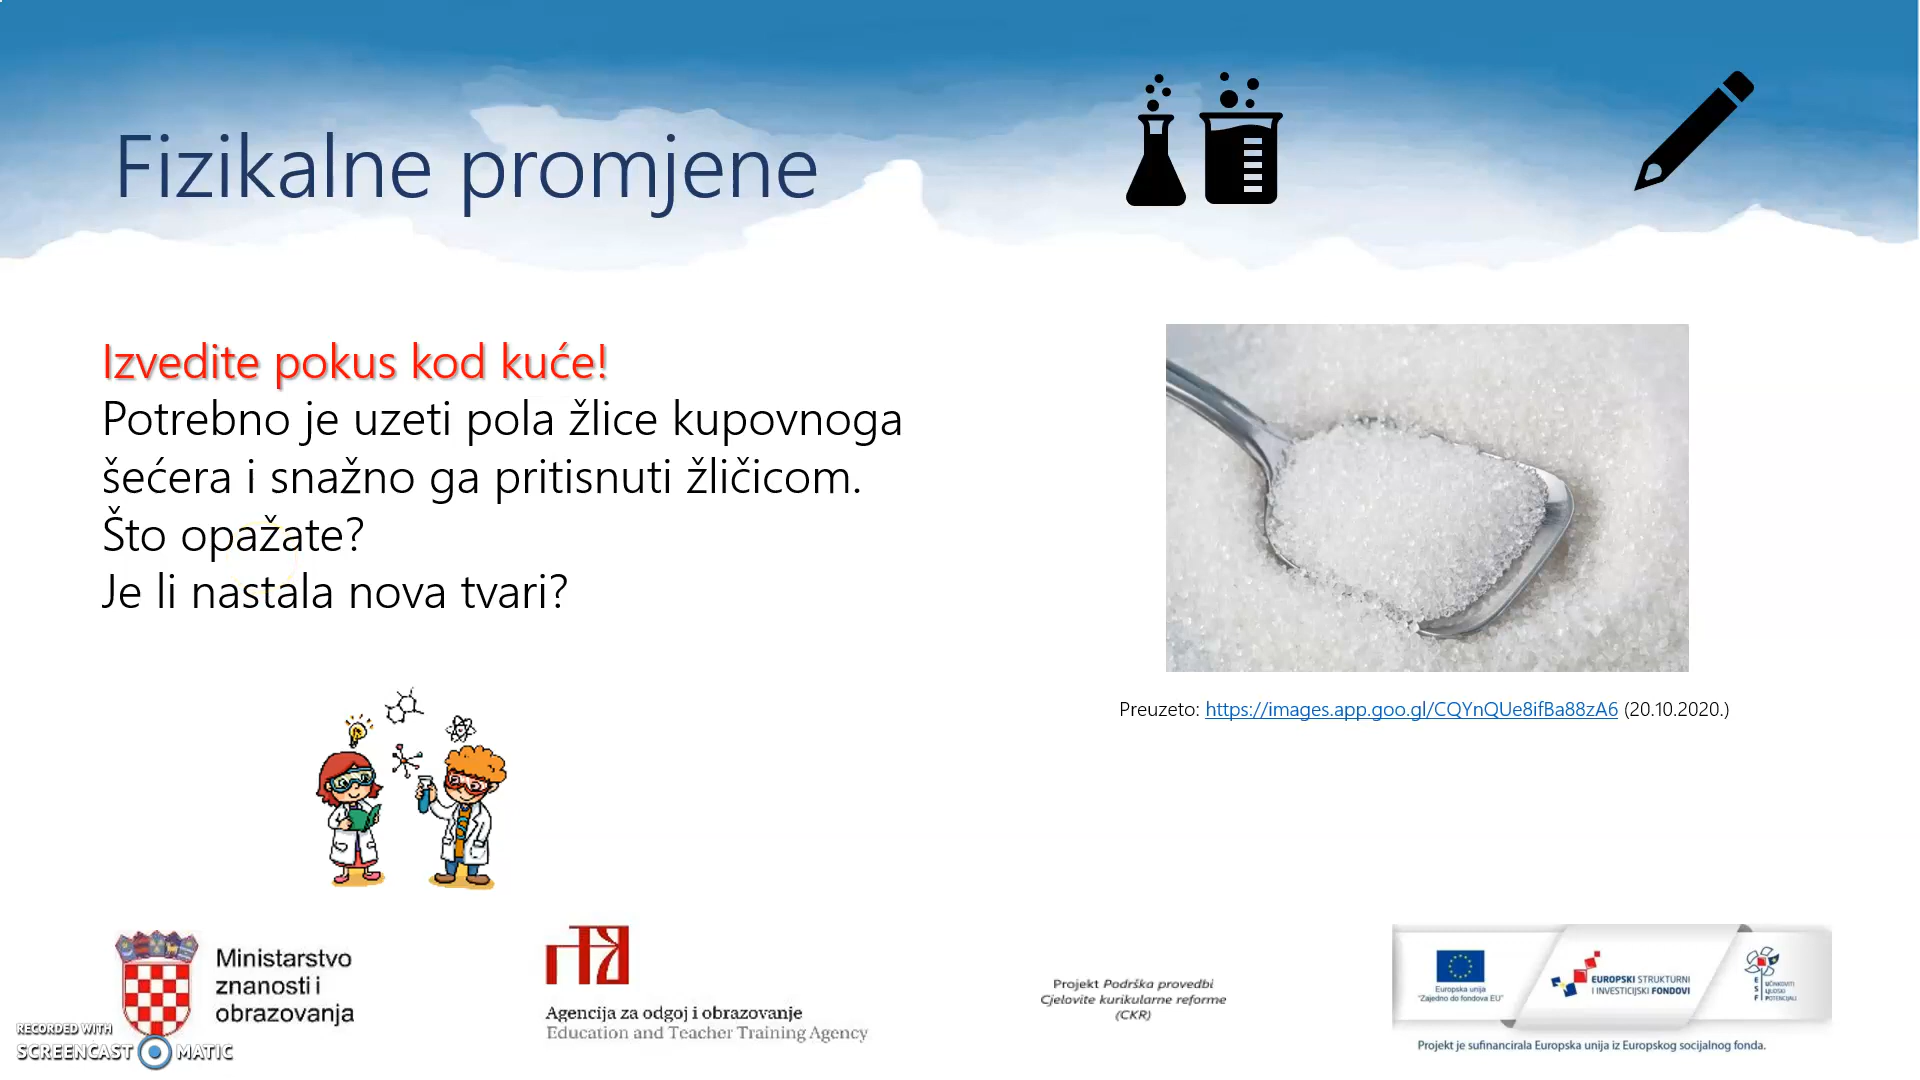 Fizikalne promjene
Izvedite pokus kod kuće!
Potrebno je uzeti pola žlice kupovnoga
šećera i snažno ga pritisnuti žličicom.
Što opažate?
Je li nastala nova tvari?
Preuzeto: https://images.app.goo.gl/CQYnQUe8ifBa88zA6 (20.10.2020.)
Ministarstvo
znanosti i
obrazovanja
Agencija za odgoj i obrazovanje
Education and Teacher Training Agency
Projekt Podrška provedbi
Cjelovite kurikularne reforme
(CKR)
Europska unija
"Zajedno do fondova EU"
EUROPSKI STRUKTURNI
I INVESTICIJSKI FONDOVI
ESF
UČINKOVITI
LJUDSKI
POTENCIJALI
Projekt je sufinancirala Europska unija iz Europskog socijalnog fonda.
RECORDED WITH
SCREENCAST MATIC